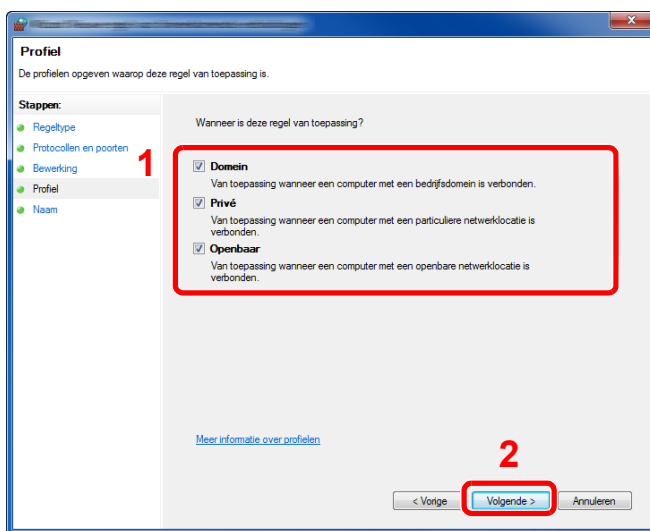 Profiel
De profielen opgeven waarop deze regel van toepassing is.
Stappen:
Regeltype
Protocollen en poorten
Bewerking
Profiel
Naam
1
Wanneer is deze regel van toepassing?
Domein
Van toepassing wanneer een computer met een bedrijfsdomein is verbonden.
Privé
Van toepassing wanneer een computer met een particuliere netwerklocatie is
verbonden.
Openbaar
Van toepassing wanneer een computer met een openbare netwerklocatie is
verbonden.
Meer informatie over profielen
2
< Vorige
Volgende >
Annuleren